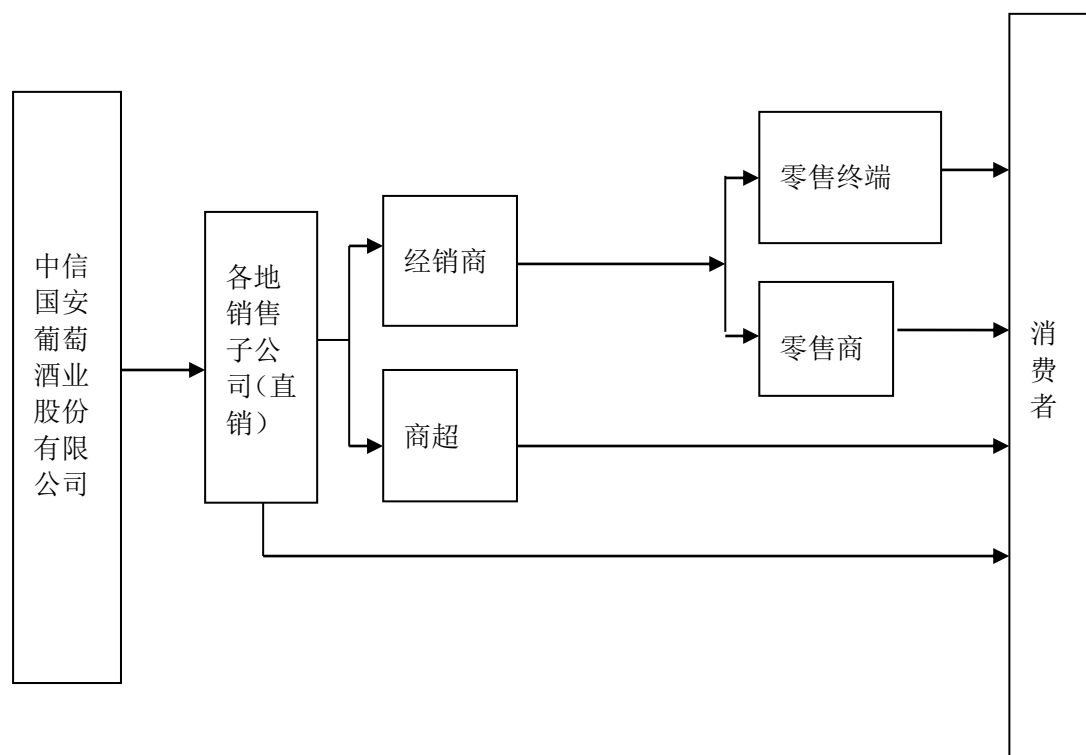 中信
国安
葡萄
酒业
股份
有限
公司
各地
销售
子公
司（直
销）
经销商
商超
零售终端
零售商
消
费
者